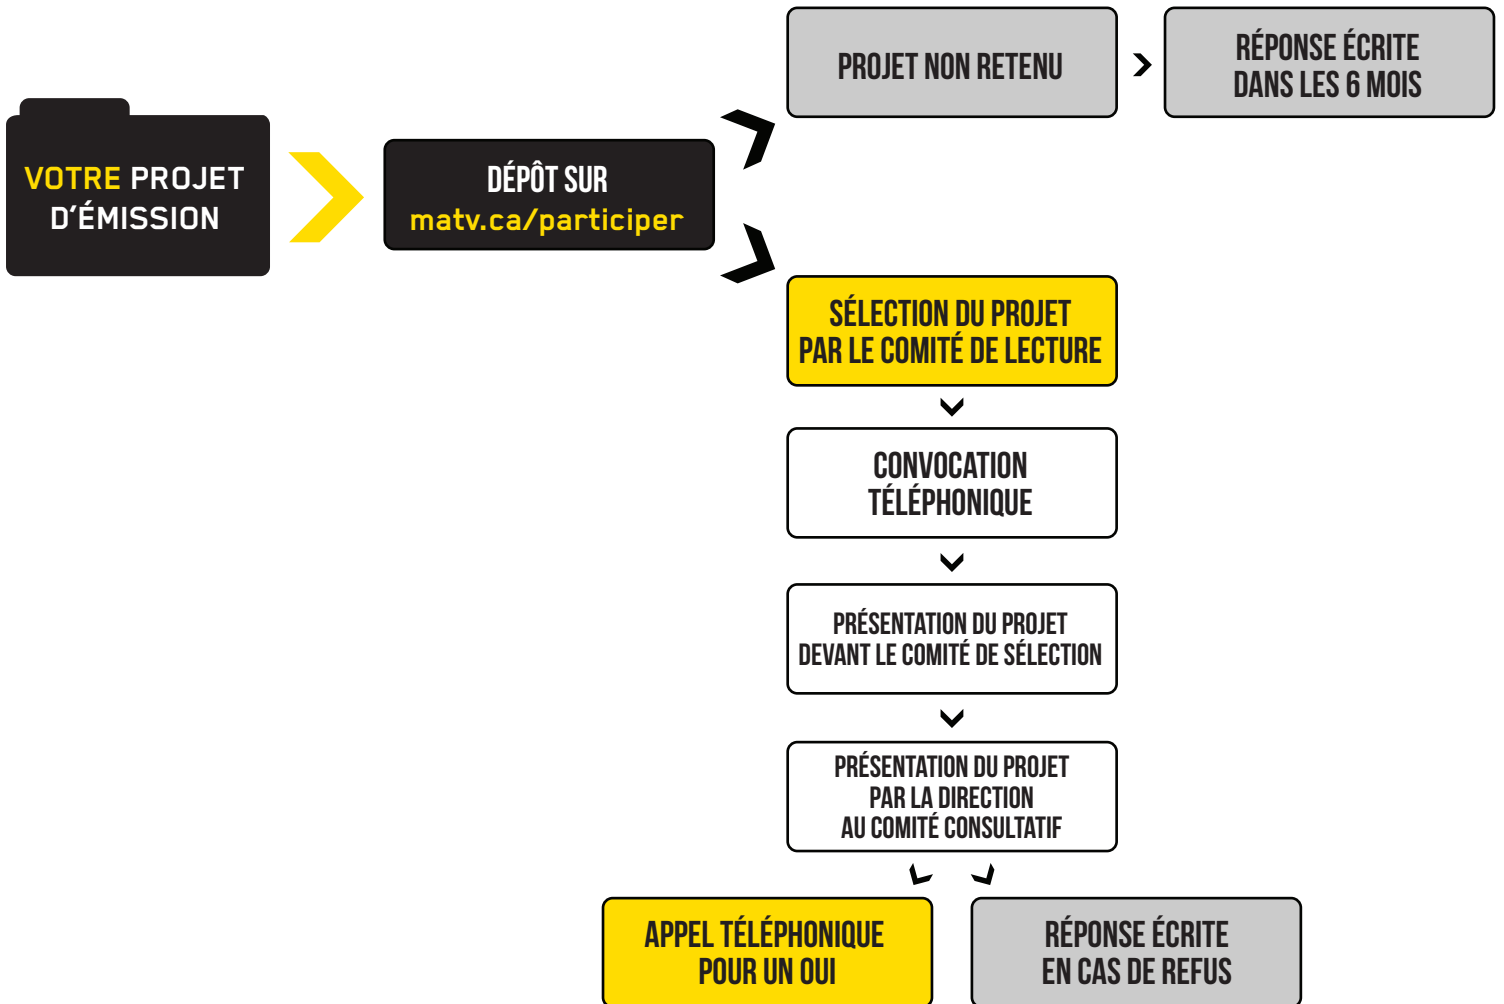 VOTRE PROJET
D'ÉMISSION
DÉPÔT SUR
matv.ca/participer
PROJET NON RETENU
RÉPONSE ÉCRITE
DANS LES 6 MOIS
SÉLECTION DU PROJET
PAR LE COMITÉ DE LECTURE
CONVOCATION
TÉLÉPHONIQUE
PRÉSENTATION DU PROJET
DEVANT LE COMITÉ DE SÉLECTION
PRÉSENTATION DU PROJET
PAR LA DIRECTION
AU COMITÉ CONSULTATIF
APPEL TÉLÉPHONIQUE
POUR UN OUI
RÉPONSE ÉCRITE
EN CAS DE REFUS